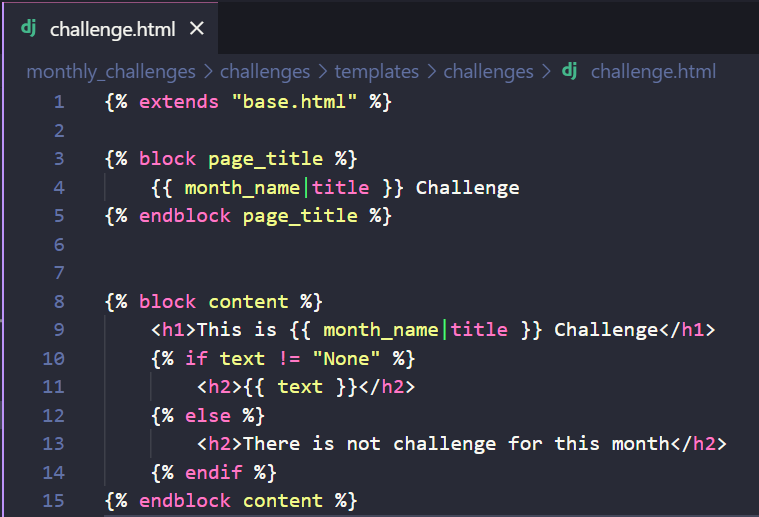 dj challenge.html ×
monthly_challenges > challenges > templates > challenges > dj challenge.html
1 {% extends "base.html" %}
2
3 {% block page_title %}
4 {{ month_name|title }} Challenge
5 {% endblock page_title %}
6
7
8 {% block content %}
9 <h1>This is {{ month_name|title }} Challenge</h1>
10 {% if text != "None" %}
11 <h2>{{ text }}</h2>
12 {% else %}
13 <h2>There is not challenge for this month</h2>
14 {% endif %}
15 {% endblock content %}